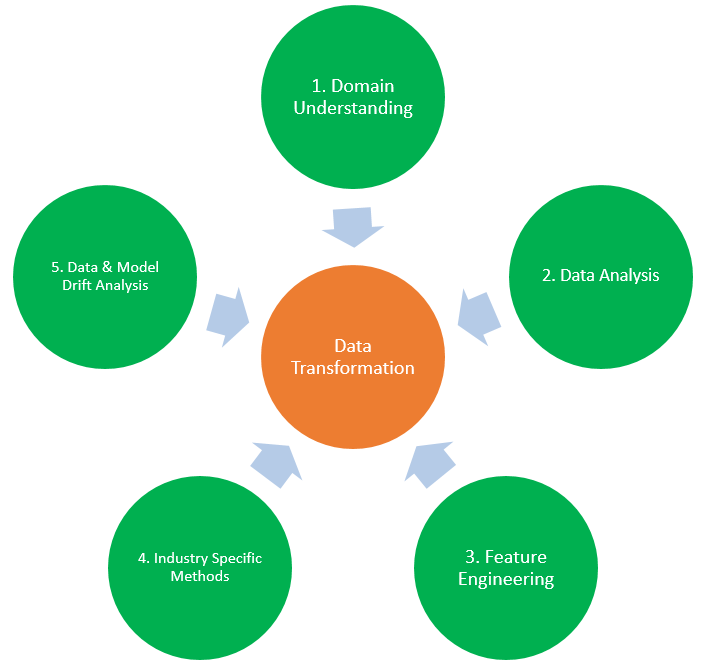 1. Domain
Understanding
2. Data Analysis
3. Feature
Engineering
4. Industry Specific
Methods
5. Data & Model
Drift Analysis
Data
Transformation